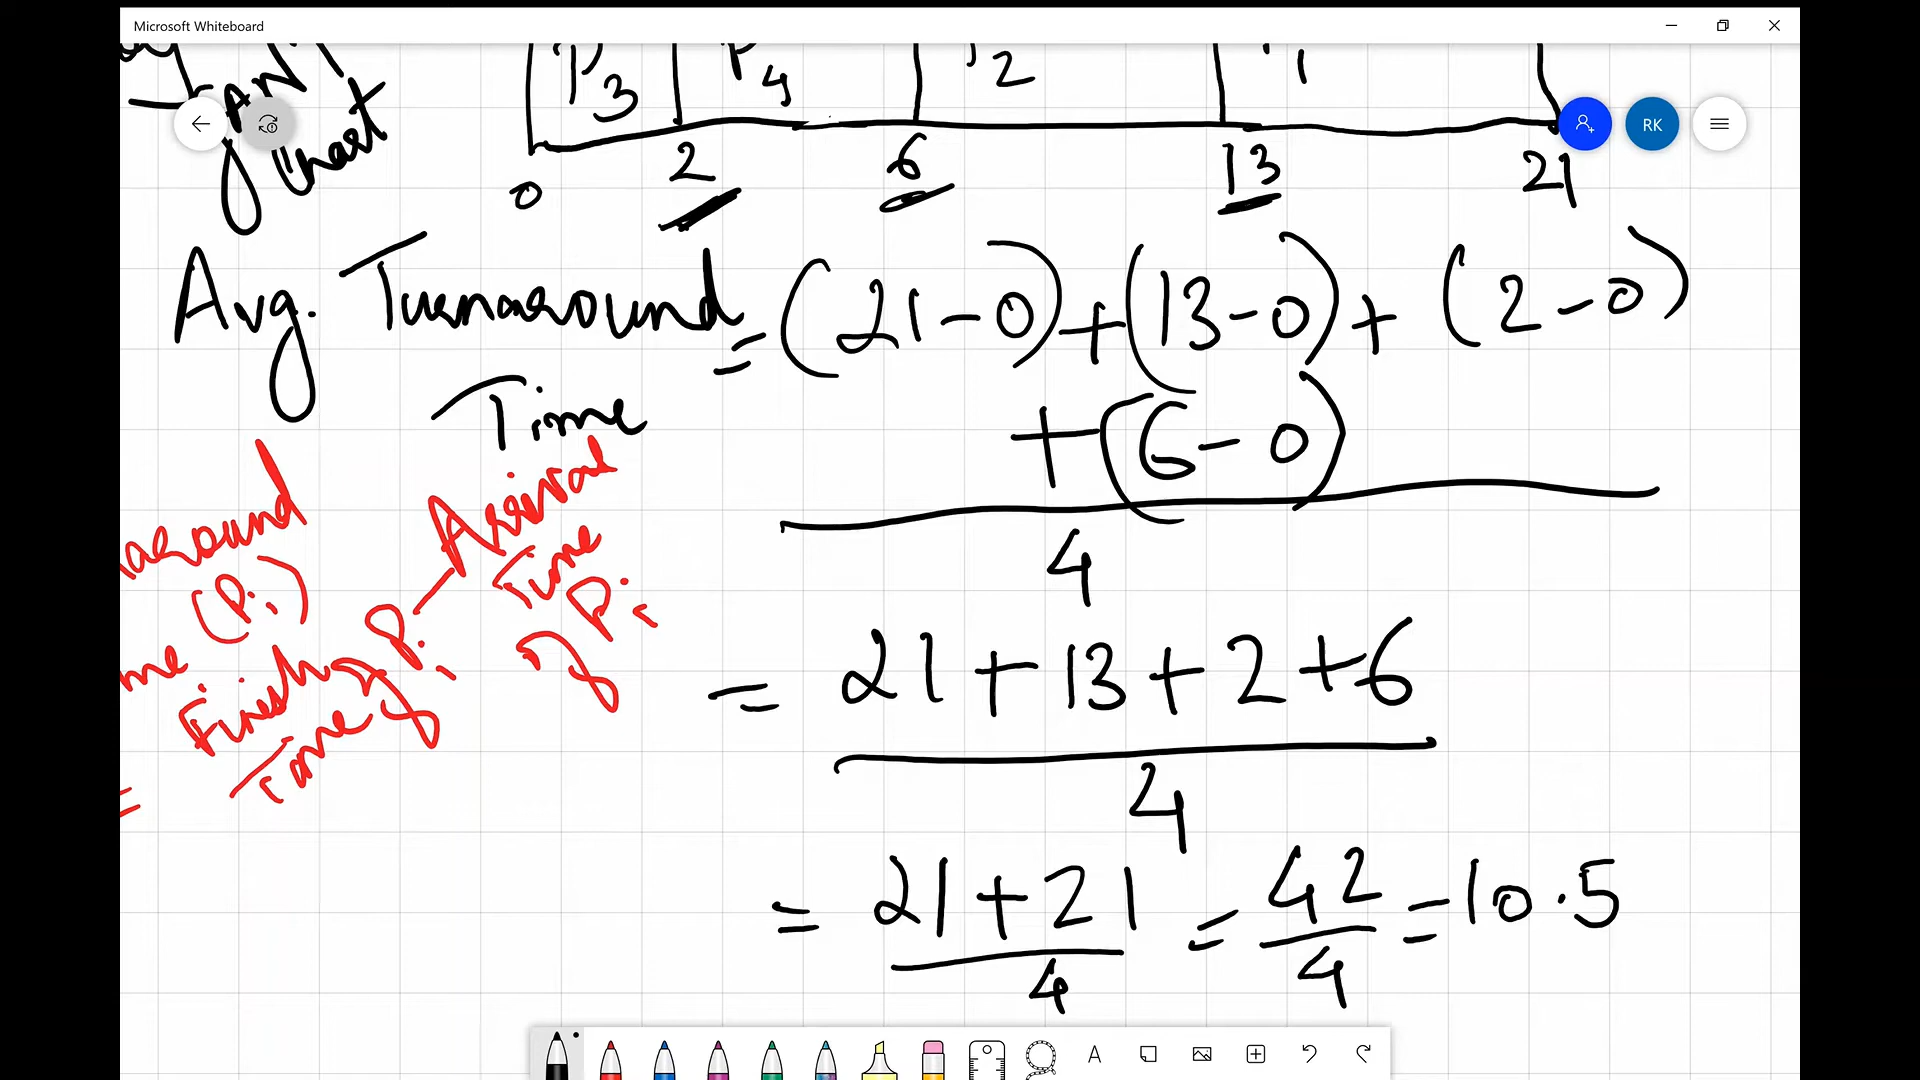 Microsoft Whiteboard
P3 P4 P2 P1
Gantt
Chart
RK
0 2 6 13 21
Avg. Turnaround = (21-0)+(13-0)+(2-0)
Time +(6-0)
4
Arrival
Time
of Pi
(Pi)
Finish
Time of Pi -
=
= 21+13+2+6
4
= 21+21 = 42 = 10.5
4 4
A